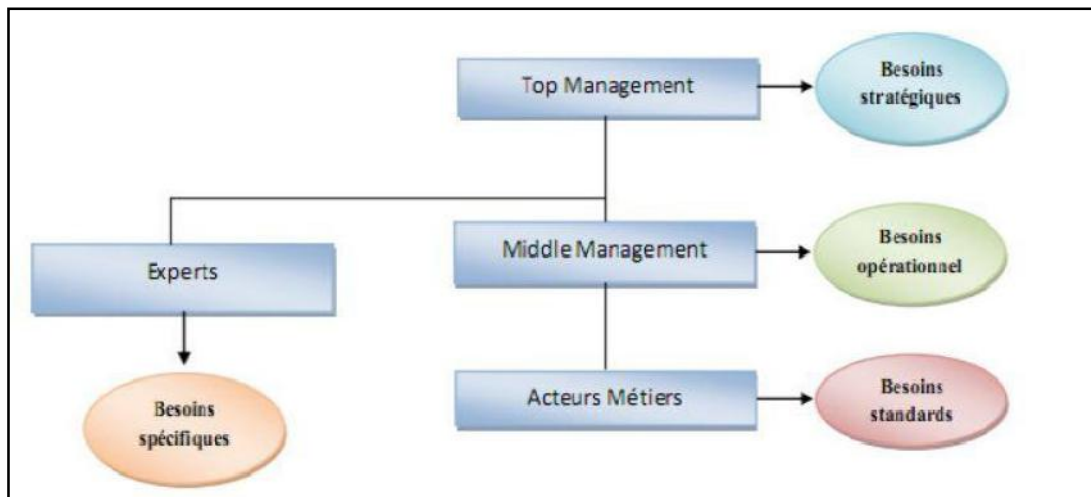 Top Management
Besoins
stratégiques
Experts
Middle Management
Besoins
opérationnel
Besoins
spécifiques
Acteurs Métiers
Besoins
standards